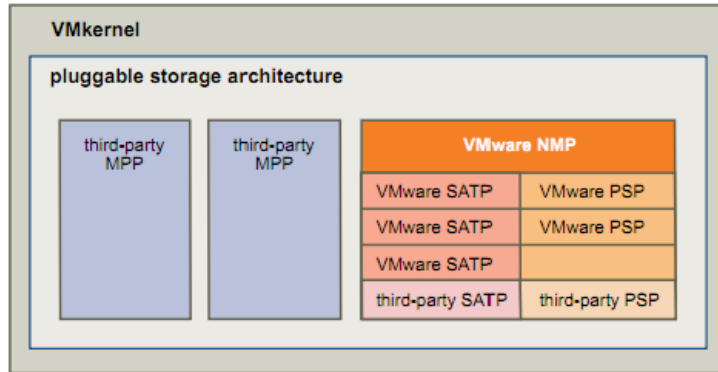 VMkernel
pluggable storage architecture
third-party
MPP
third-party
MPP
VMware NMP
VMware SATP
VMware PSP
VMware SATP
VMware PSP
VMware SATP
third-party SATP
third-party PSP